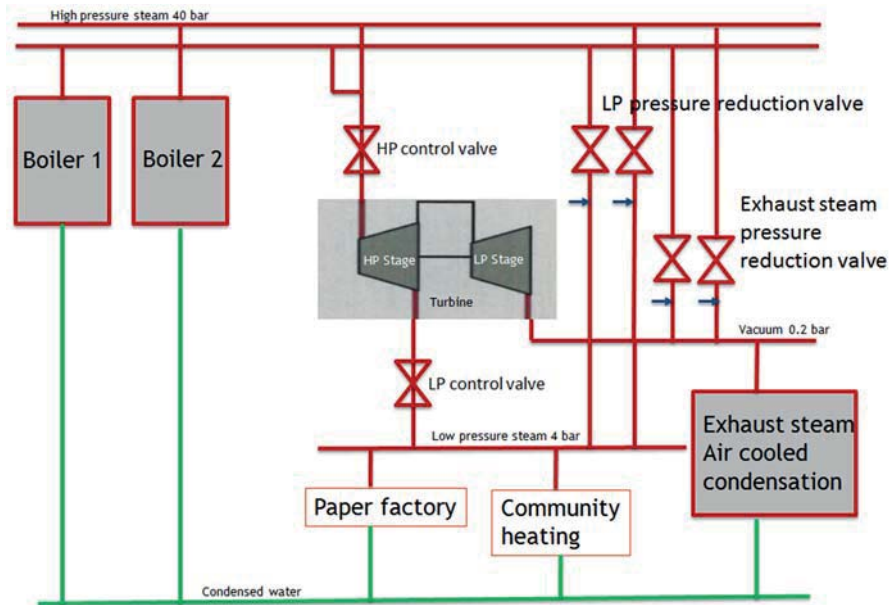 High pressure steam 40 bar
Boiler 1
Boiler 2
HP control valve
LP pressure reduction valve
Exhaust steam
pressure
reduction valve
HP Stage
LP Stage
Turbine
Vacuum 0.2 bar
LP control valve
Low pressure steam 4 bar
Exhaust steam
Air cooled
condensation
Paper factory
Community
heating
Condensed water